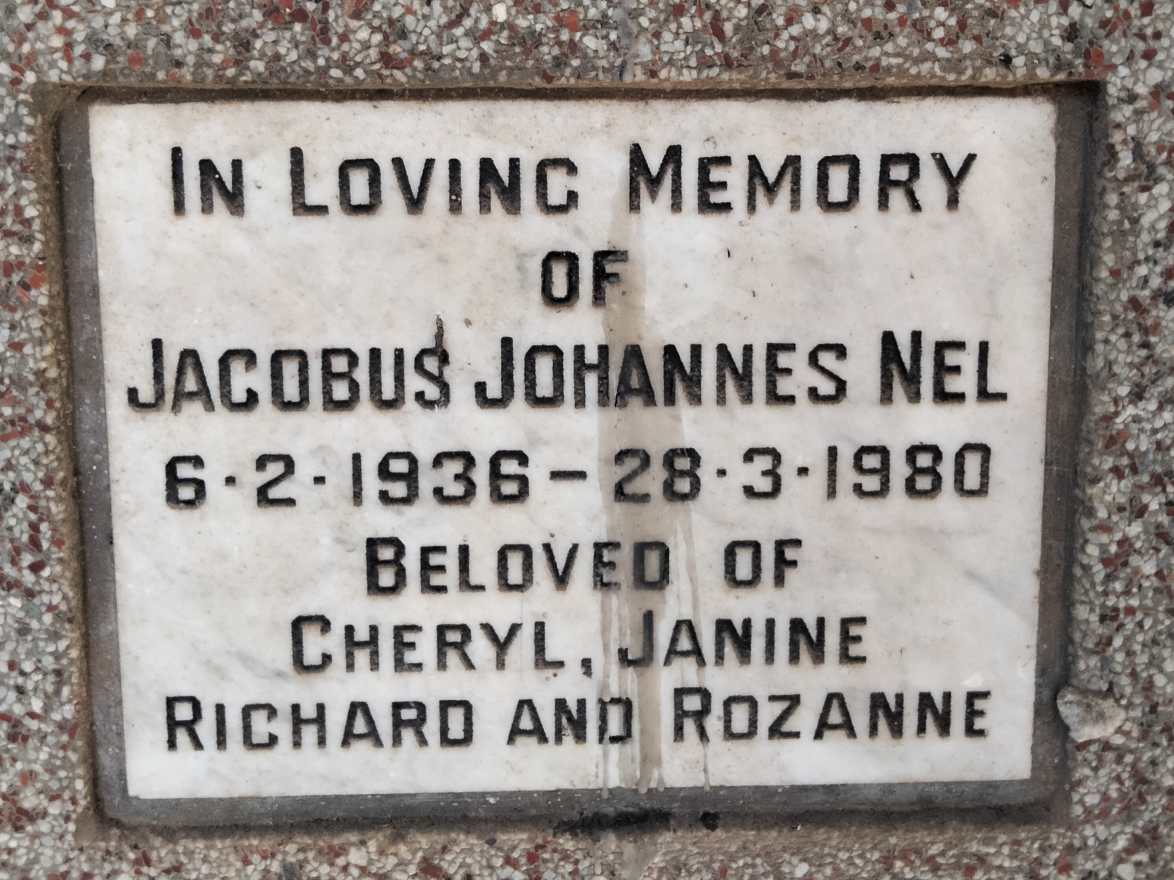 In Loving Memory
of
Jacobus Johannes Nel
6·2·1936–28·3·1980
Beloved of
Cheryl, Janine
Richard and Rozanne